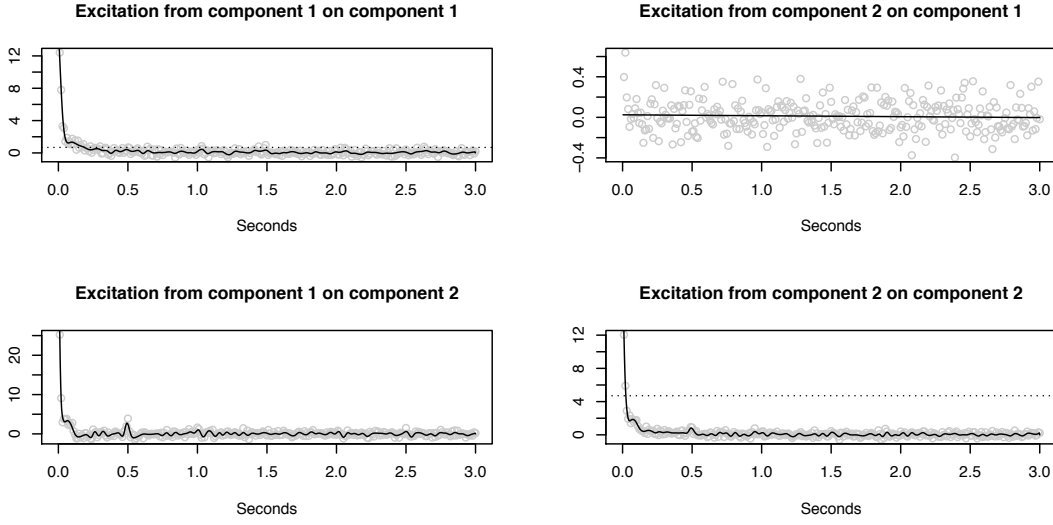 Excitation from component 1 on component 1
12
8
4
0
0.0 0.5 1.0 1.5 2.0 2.5 3.0
Seconds
Excitation from component 2 on component 1
0.4
0.0
−0.4
0.0 0.5 1.0 1.5 2.0 2.5 3.0
Seconds
Excitation from component 1 on component 2
20
10
0
0.0 0.5 1.0 1.5 2.0 2.5 3.0
Seconds
Excitation from component 2 on component 2
12
8
4
0
0.0 0.5 1.0 1.5 2.0 2.5 3.0
Seconds